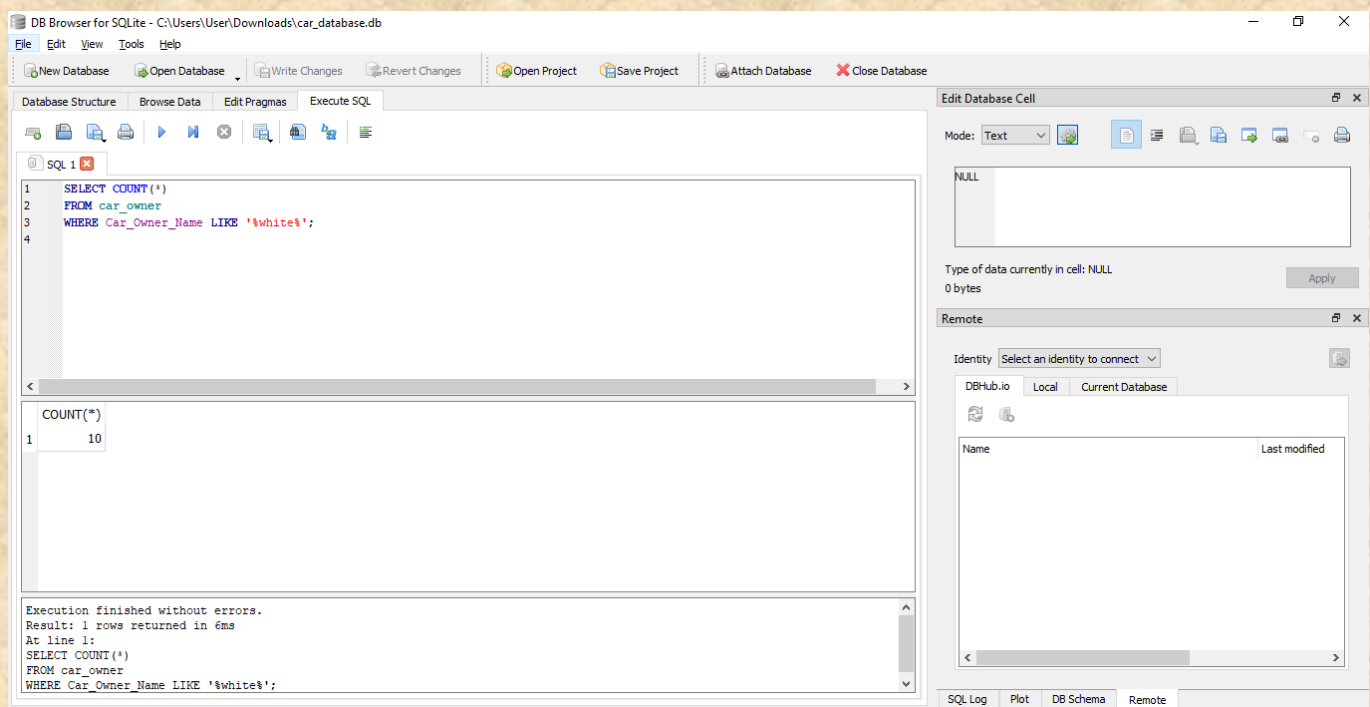 DB Browser for SQLite - C:\Users\User\Downloads\car_database.db
File Edit View Tools Help
New Database Open Database Write Changes Revert Changes Open Project Save Project Attach Database Close Database
Database Structure Browse Data Edit Pragmas Execute SQL
SQL 1
1 SELECT COUNT(*)
2 FROM car_owner
3 WHERE Car_Owner_Name LIKE '%white%';
4
COUNT(*)
1 10
Execution finished without errors.
Result: 1 rows returned in 6ms
At line 1:
SELECT COUNT(*)
FROM car_owner
WHERE Car_Owner_Name LIKE '%white%';
Edit Database Cell
Mode: Text
NULL
Type of data currently in cell: NULL
0 bytes
Apply
Remote
Identity Select an identity to connect
DBHub.io Local Current Database
Name Last modified
SQL Log Plot DB Schema Remote